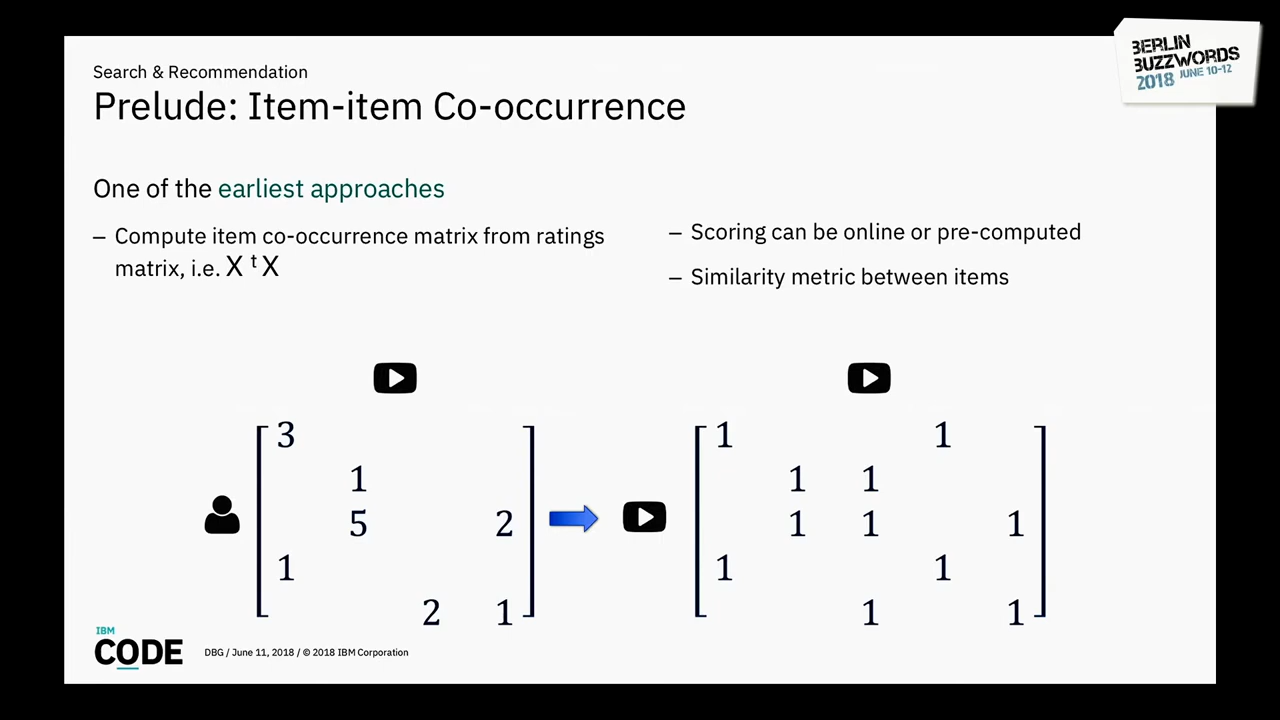 BERLIN
BUZZWORDS
2018 JUNE 10-12
Search & Recommendation
Prelude: Item-item Co-occurrence
One of the earliest approaches
– Compute item co-occurrence matrix from ratings
matrix, i.e. X t X
– Scoring can be online or pre-computed
– Similarity metric between items
3
1
5 2
1
2 1
1 1
1 1
1 1 1
1 1
1 1
IBM
CODE
DBG / June 11, 2018 / © 2018 IBM Corporation